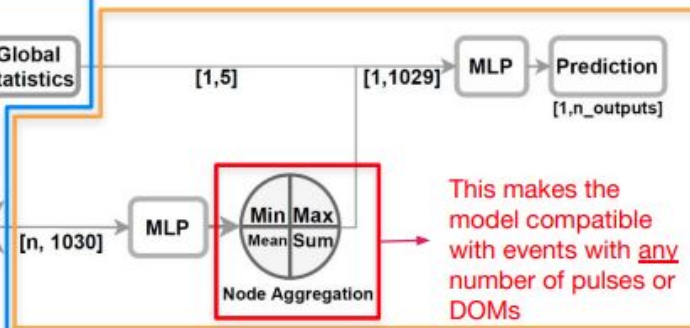 Global
tatistics
[1,5]
[1,1029]
MLP
Prediction
[1,n_outputs]
[n, 1030]
MLP
Min Max
Mean Sum
Node Aggregation
This makes the
model compatible
with events with any
number of pulses or
DOMs